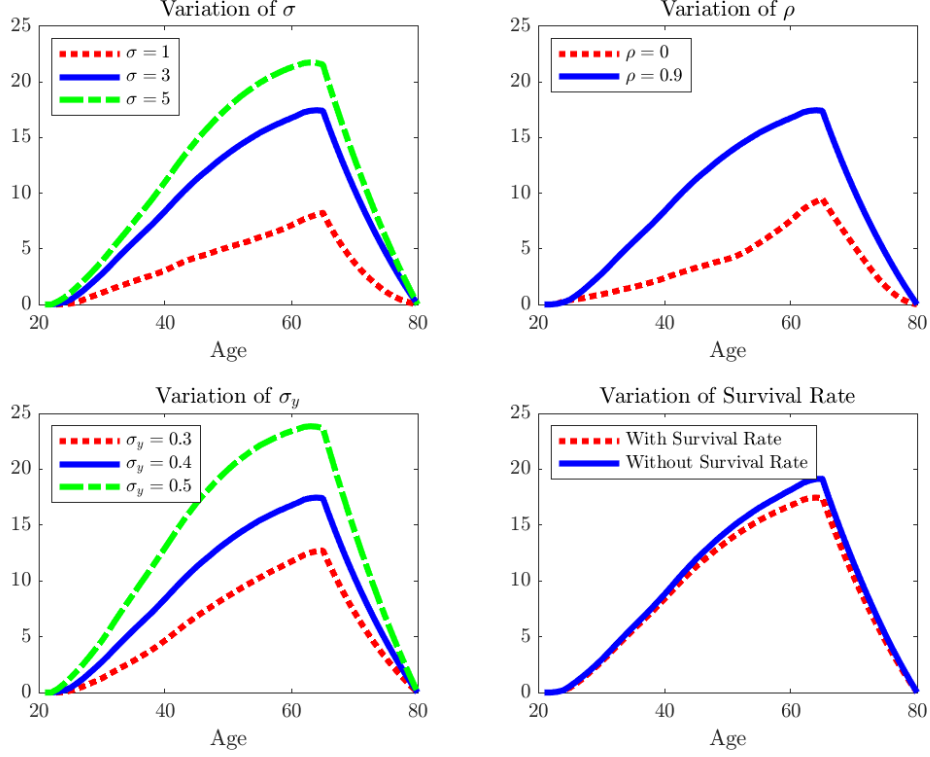 Variation of σ
25
20
15
10
5
0
σ = 1
σ = 3
σ = 5
20
40
60
80
Age
Variation of ρ
25
20
15
10
5
0
ρ = 0
ρ = 0.9
20
40
60
80
Age
Variation of σ_y
25
20
15
10
5
0
σ_y = 0.3
σ_y = 0.4
σ_y = 0.5
20
40
60
80
Age
Variation of Survival Rate
25
20
15
10
5
0
With Survival Rate
Without Survival Rate
20
40
60
80
Age